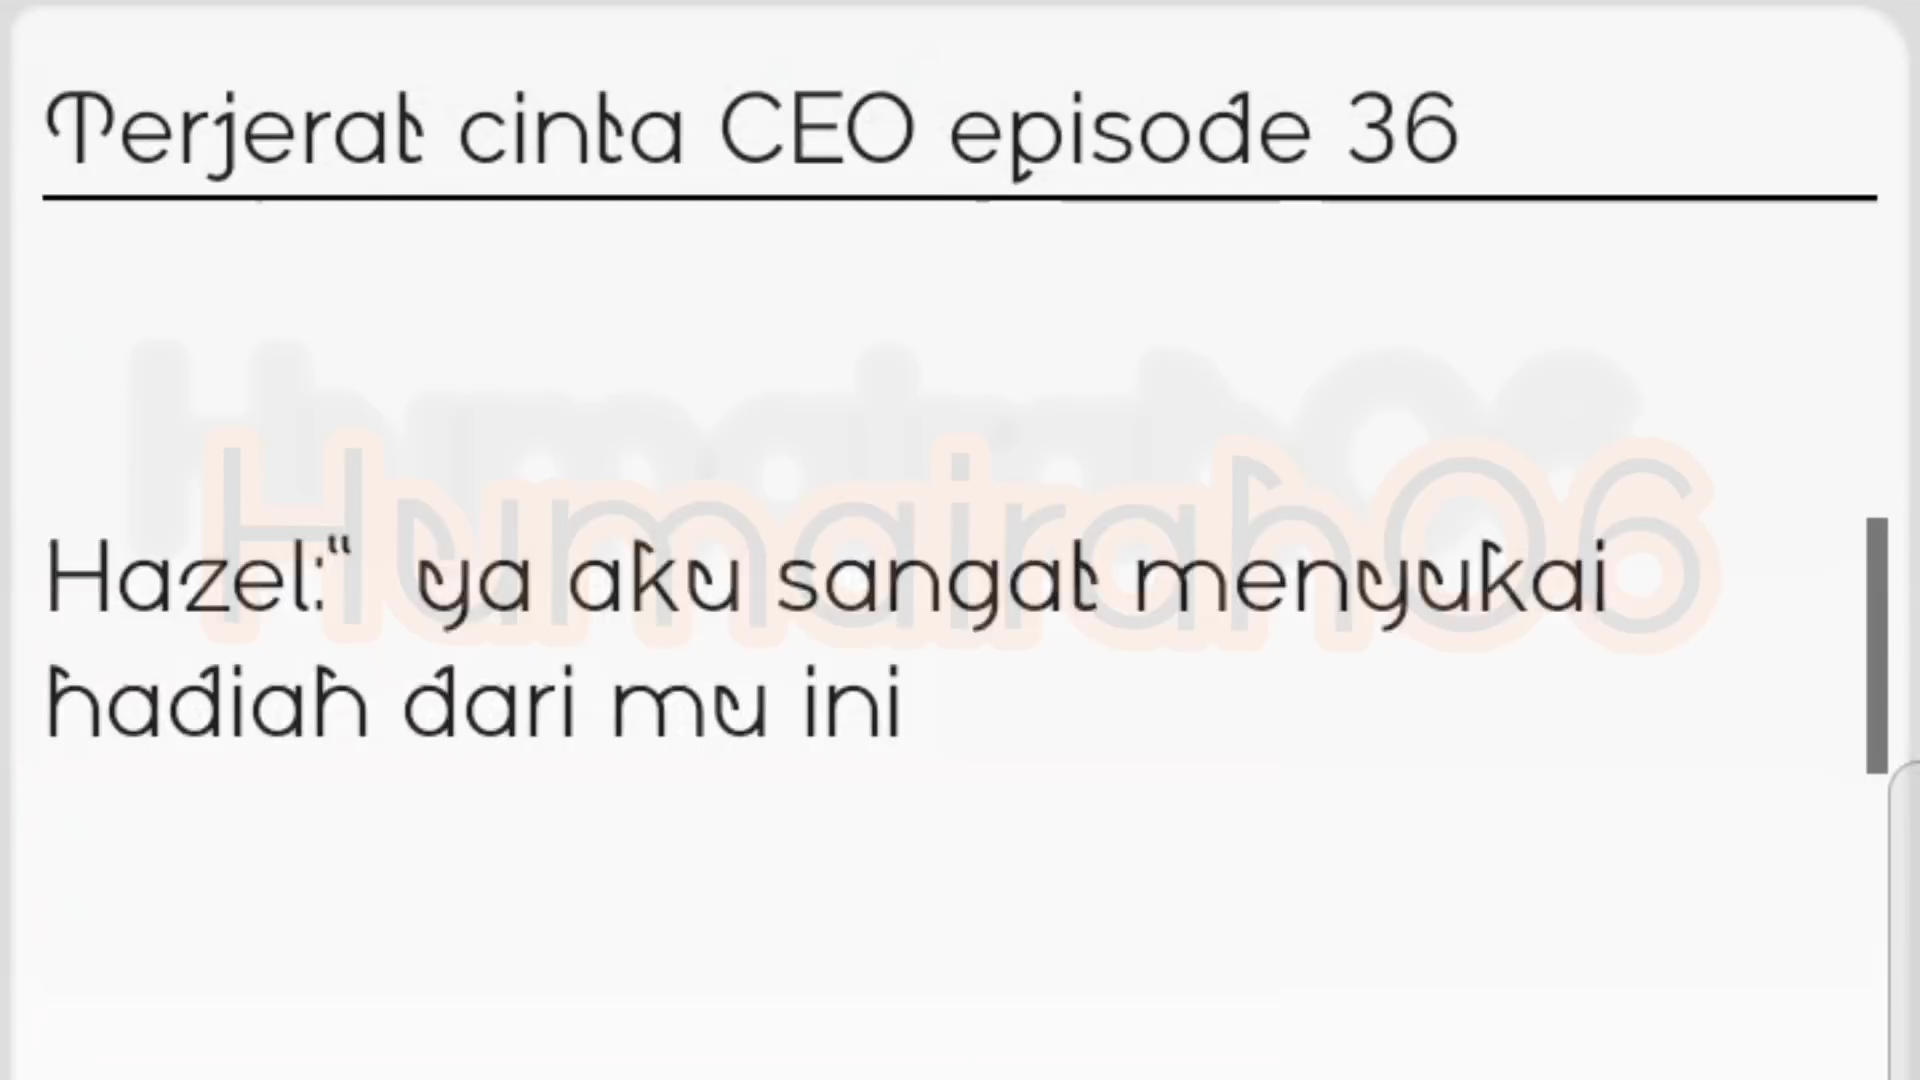 Terjerat cinta CEO episode 36
Humairah06
Hazel:“ ya aku sangat menyukai
hadiah dari mu ini